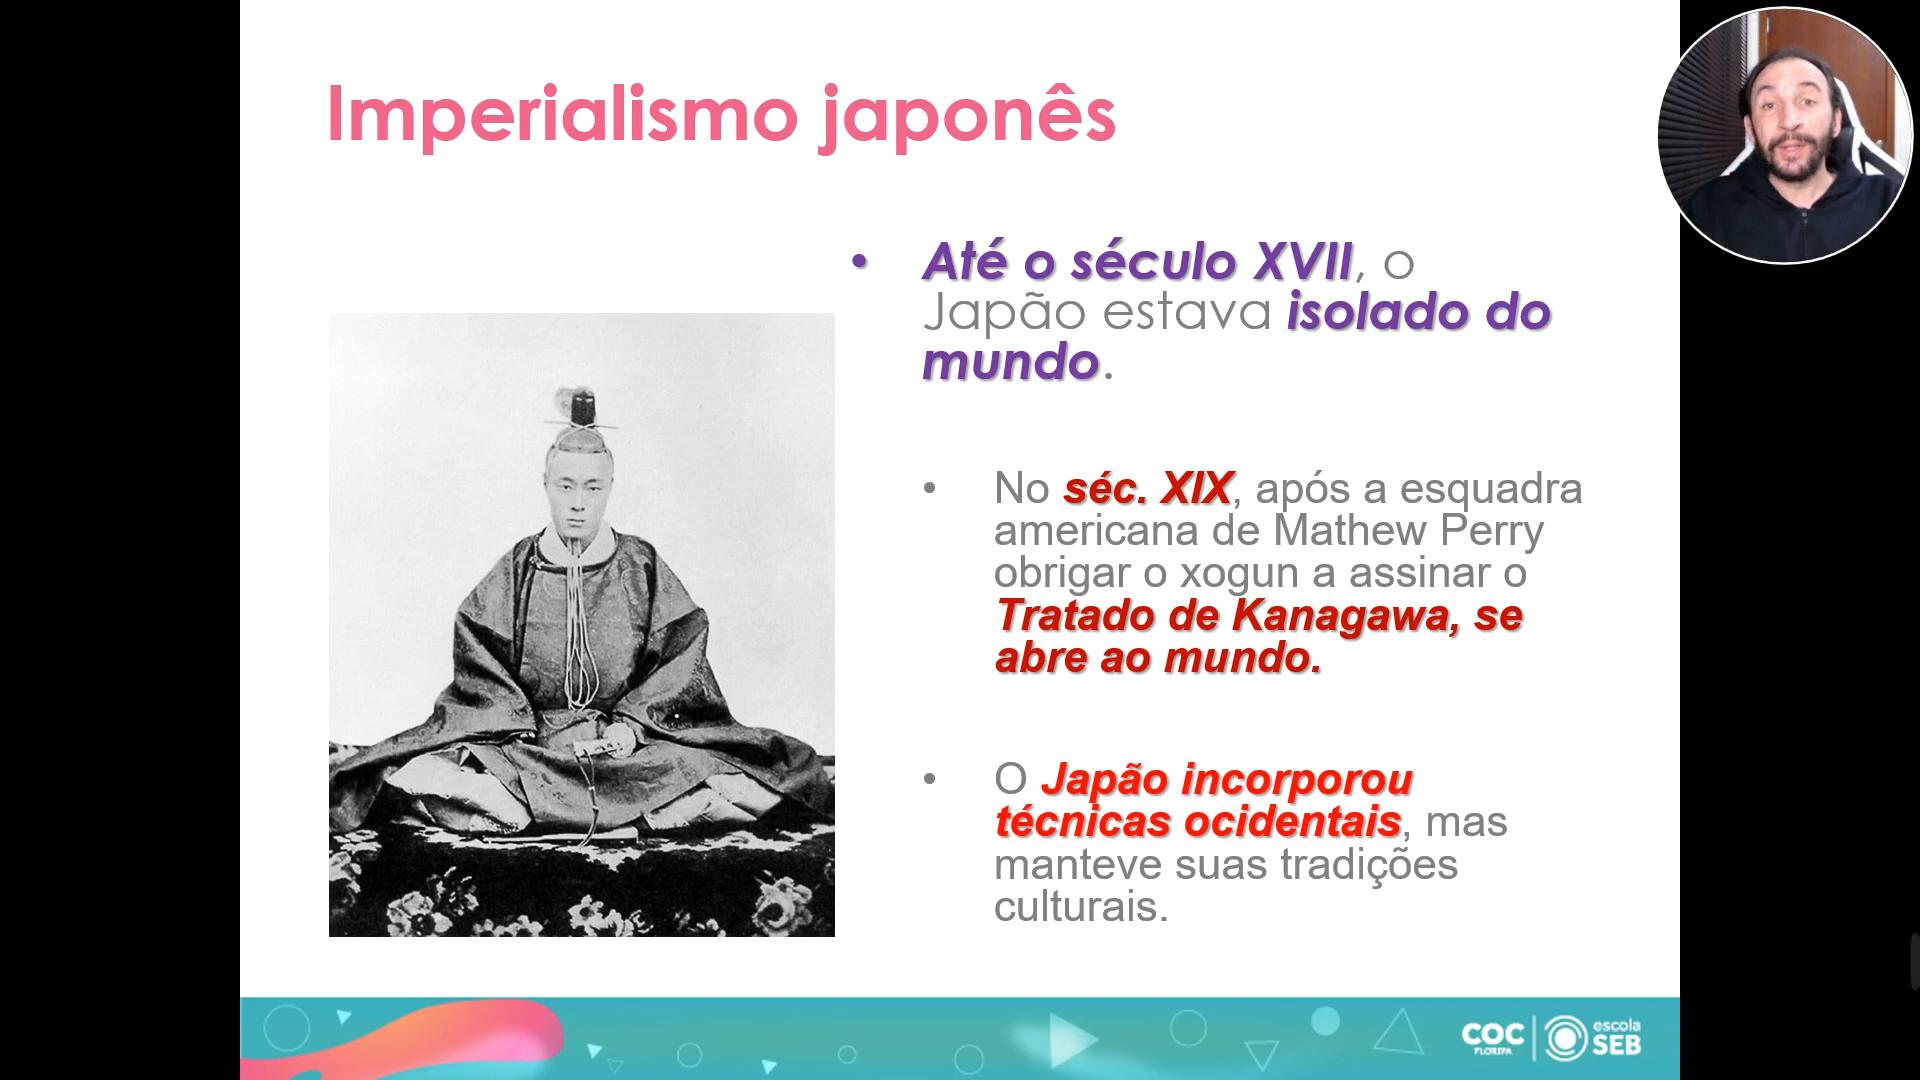 Imperialismo japonês
• Até o século XVII, o
Japão estava isolado do
mundo.
• No séc. XIX, após a esquadra
americana de Mathew Perry
obrigar o xogun a assinar o
Tratado de Kanagawa, se
abre ao mundo.
• O Japão incorporou
técnicas ocidentais, mas
manteve suas tradições
culturais.
COC
FLORIPA
escola
SEB